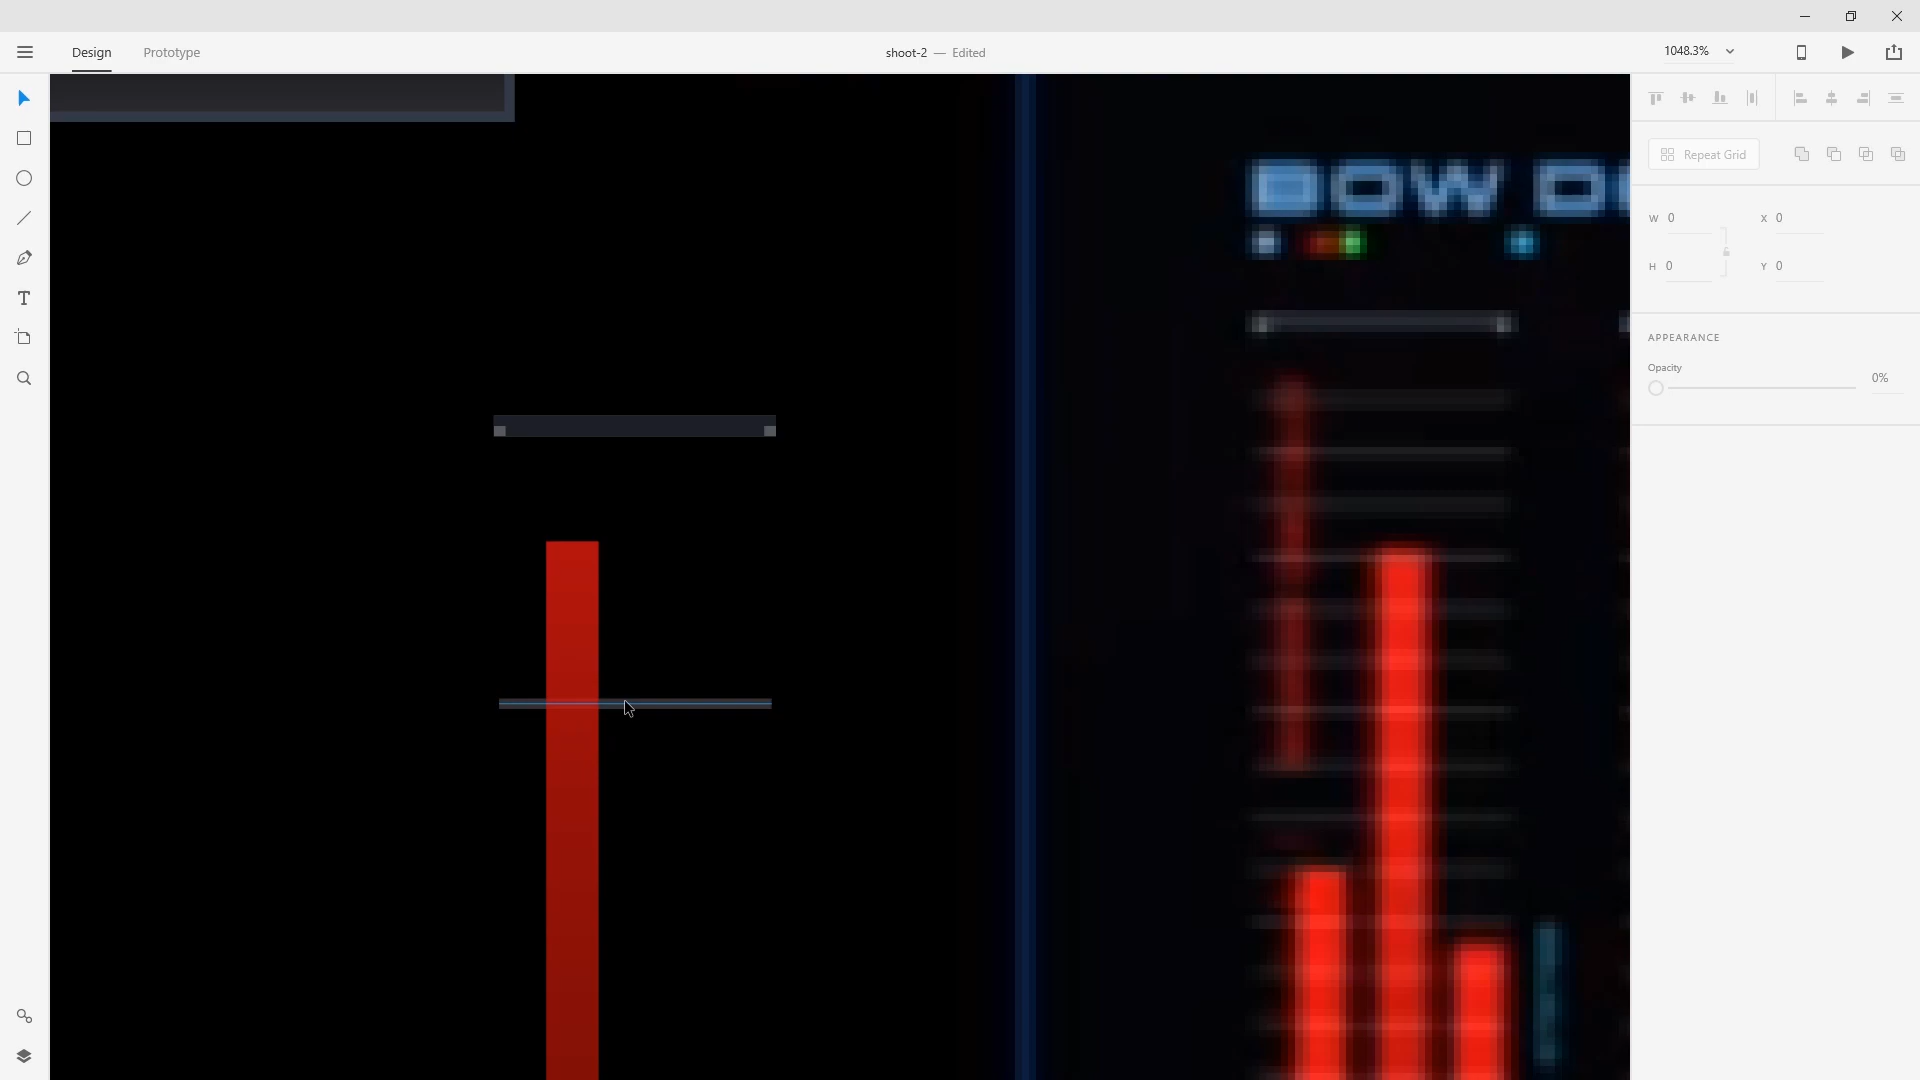 Design
Prototype
shoot-2 — Edited
1048.3%
Repeat Grid
W 0
X 0
H 0
Y 0
APPEARANCE
Opacity
0%